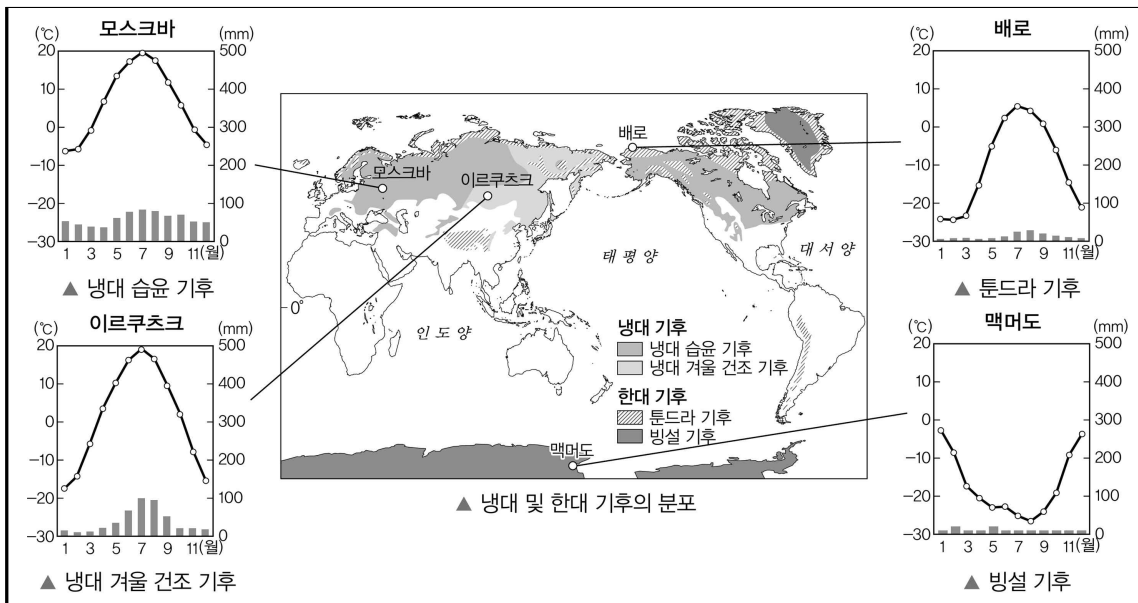 모스크바
(℃) (mm)
20 500
10 400
0 300
-10 200
-20 100
-30 0
1 3 5 7 9 11(월)
▲ 냉대 습윤 기후
이르쿠츠크
(℃) (mm)
20 500
10 400
0 300
-10 200
-20 100
-30 0
1 3 5 7 9 11(월)
▲ 냉대 겨울 건조 기후
배로
모스크바
이르쿠츠크
태평양
대서양
0°
인도양
냉대 기후
냉대 습윤 기후
냉대 겨울 건조 기후
한대 기후
툰드라 기후
빙설 기후
맥머도
▲ 냉대 및 한대 기후의 분포
배로
(℃) (mm)
20 500
10 400
0 300
-10 200
-20 100
-30 0
1 3 5 7 9 11(월)
▲ 툰드라 기후
맥머도
(℃) (mm)
20 500
10 400
0 300
-10 200
-20 100
-30 0
1 3 5 7 9 11(월)
▲ 빙설 기후